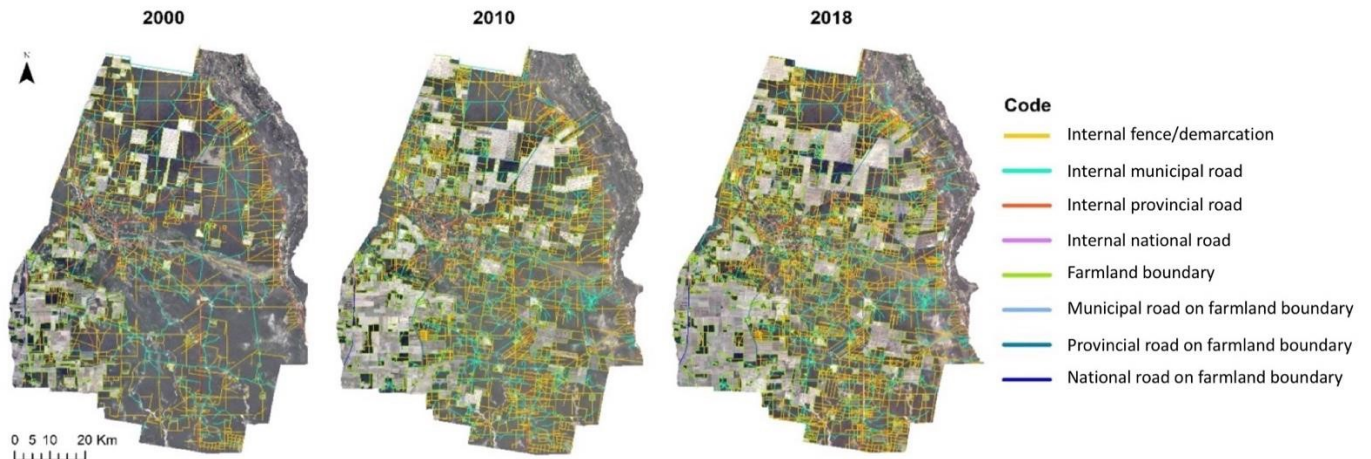 2000
2010
2018
N
Code
Internal fence/demarcation
Internal municipal road
Internal provincial road
Internal national road
Farmland boundary
Municipal road on farmland boundary
Provincial road on farmland boundary
National road on farmland boundary
0 5 10 20 Km